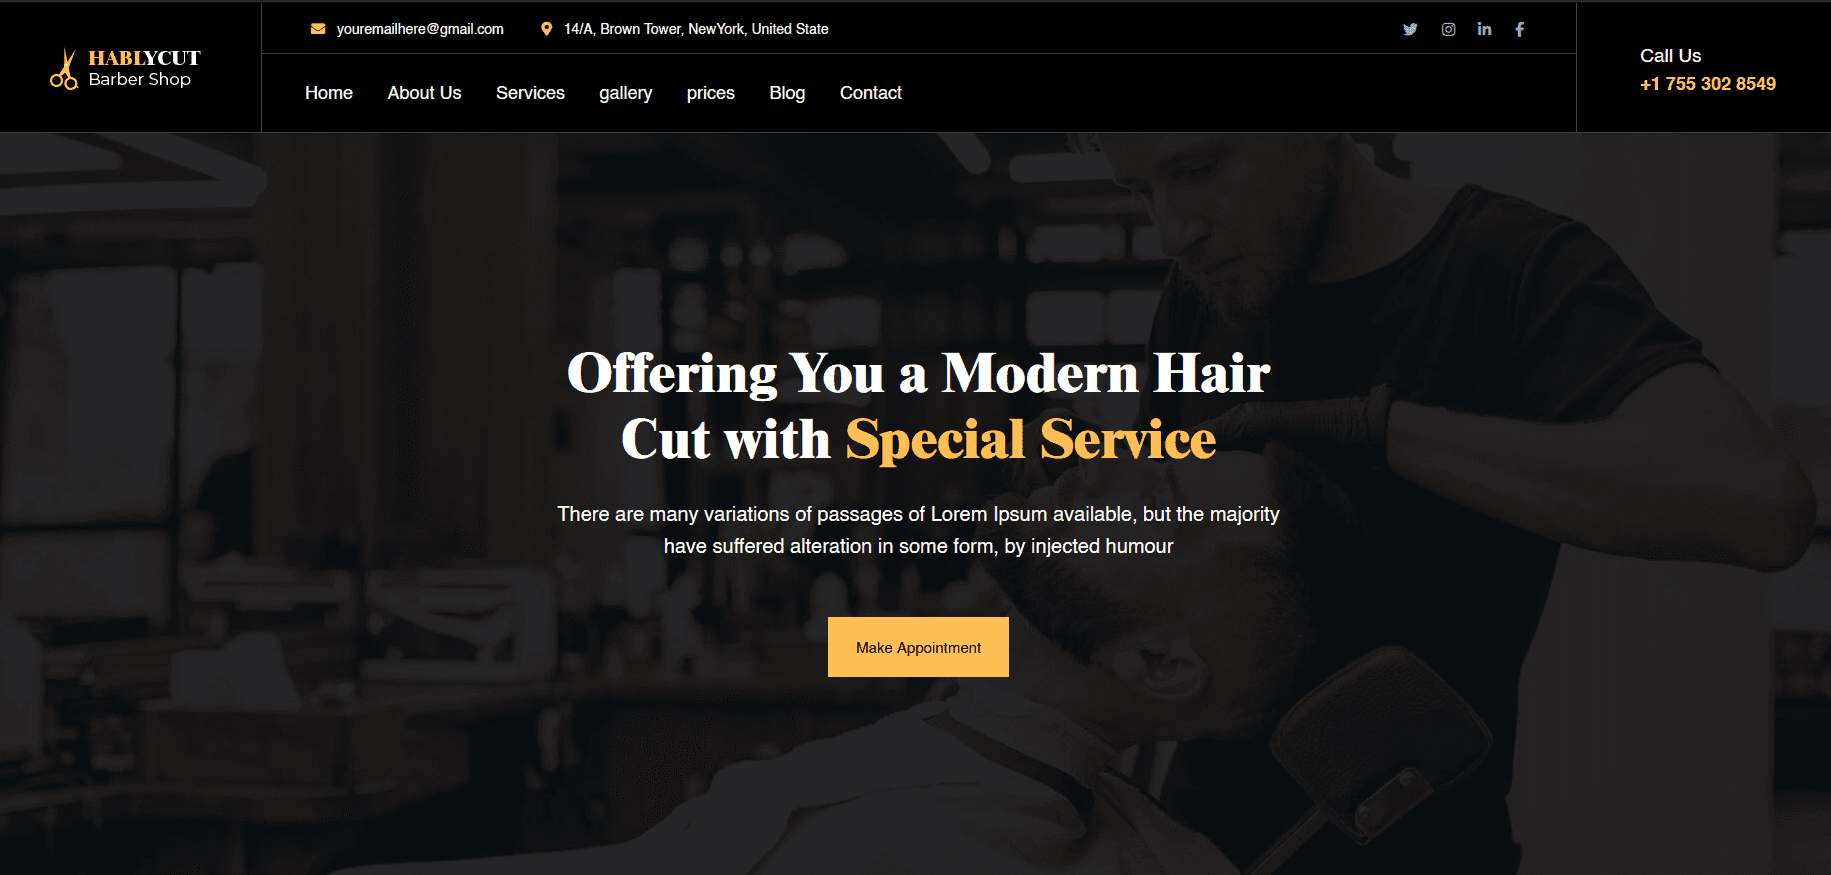 HABLYCUT
Barber Shop
youremailhere@gmail.com
14/A, Brown Tower, NewYork, United State
Home
About Us
Services
gallery
prices
Blog
Contact
Call Us
+1 755 302 8549
Offering You a Modern Hair
Cut with Special Service
There are many variations of passages of Lorem Ipsum available, but the majority
have suffered alteration in some form, by injected humour
Make Appointment